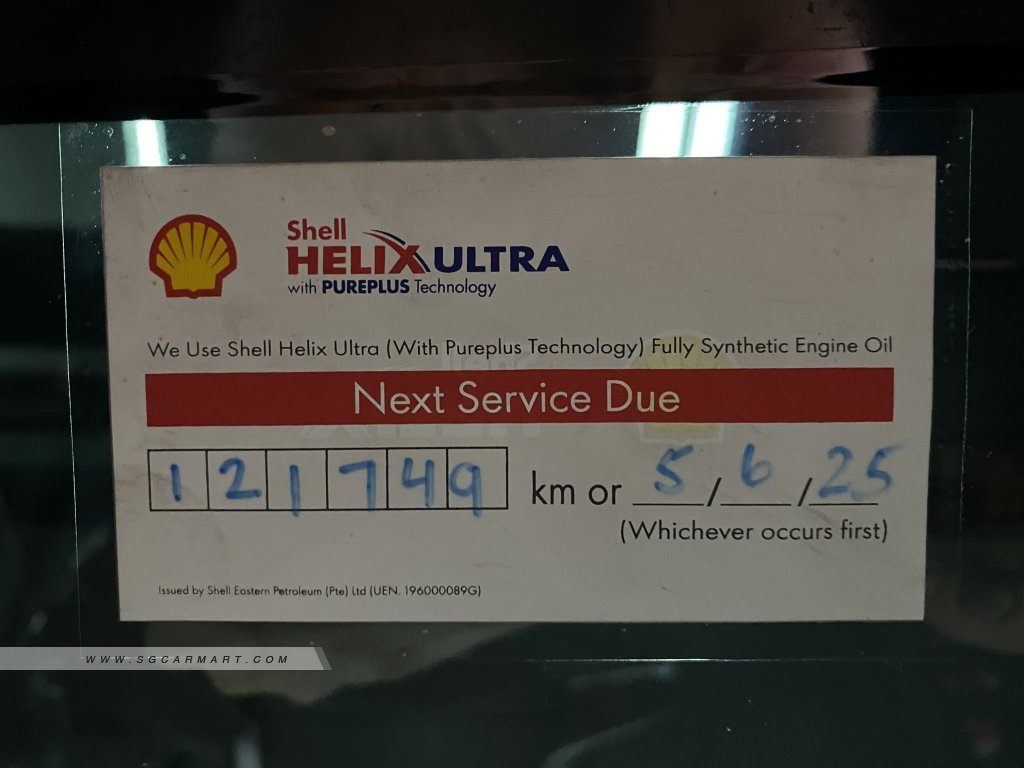 Shell
HELIX ULTRA
with PUREPLUS Technology
We Use Shell Helix Ultra (With Pureplus Technology) Fully Synthetic Engine Oil
Next Service Due
121749 km or 5/6/25
(Whichever occurs first)
Issued by Shell Eastern Petroleum (Pte) Ltd (UEN. 196000089G)
WWW.SGCARMART.COM